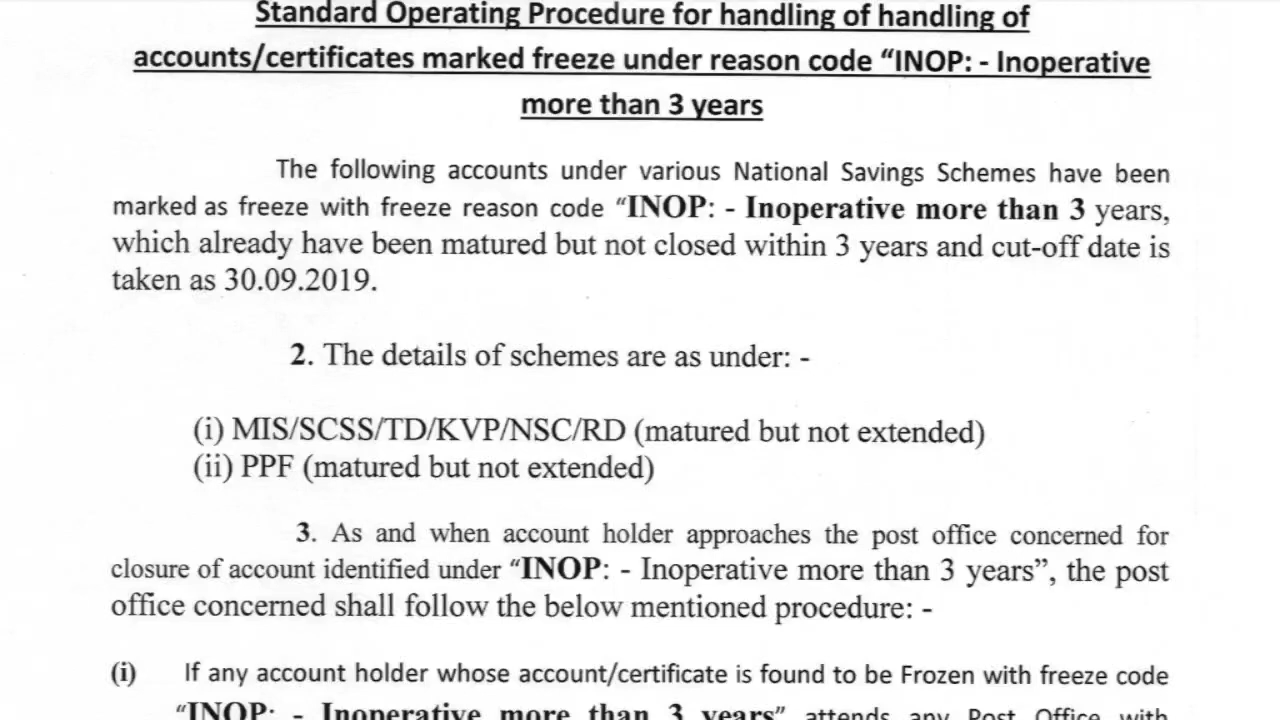 Standard Operating Procedure for handling of handling of
accounts/certificates marked freeze under reason code “INOP: - Inoperative
more than 3 years
The following accounts under various National Savings Schemes have been
marked as freeze with freeze reason code “INOP: - Inoperative more than 3 years,
which already have been matured but not closed within 3 years and cut-off date is
taken as 30.09.2019.
2. The details of schemes are as under: -
(i) MIS/SCSS/TD/KVP/NSC/RD (matured but not extended)
(ii) PPF (matured but not extended)
3. As and when account holder approaches the post office concerned for
closure of account identified under “INOP: - Inoperative more than 3 years”, the post
office concerned shall follow the below mentioned procedure: -
(i) If any account holder whose account/certificate is found to be Frozen with freeze code
“INOP: - Inoperative more than 3 years” attends any Post Office with